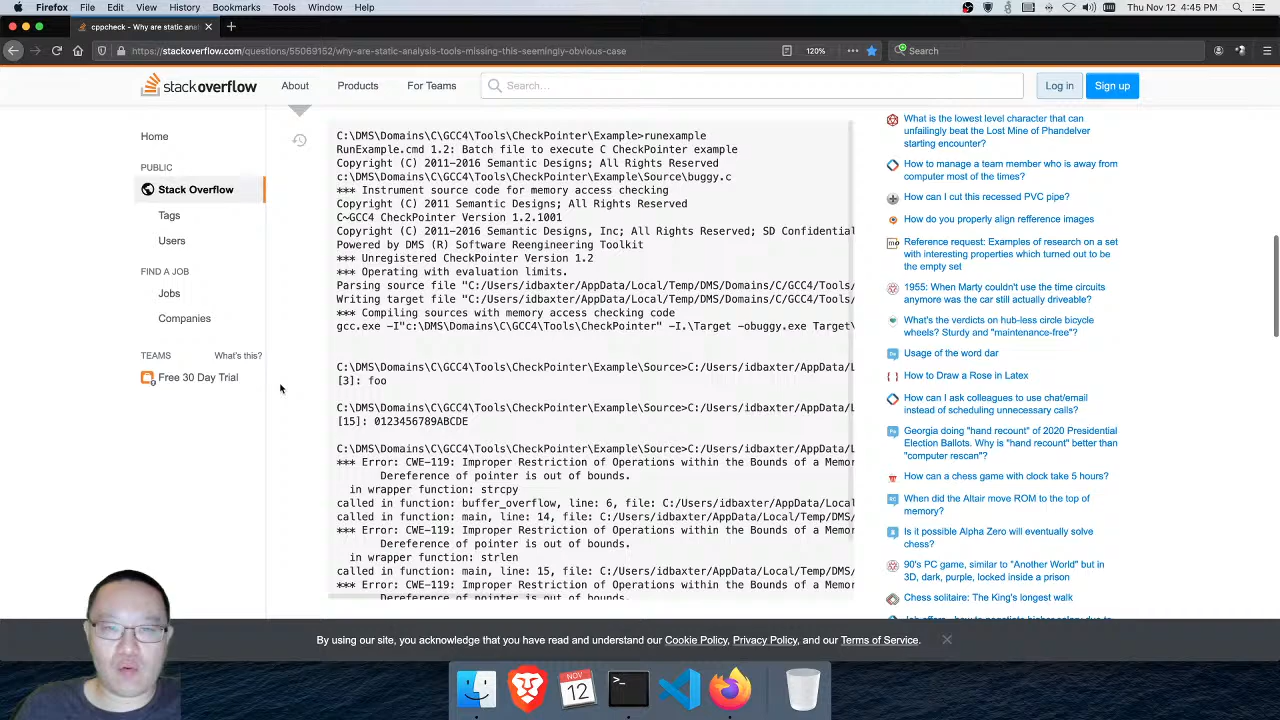 Firefox File Edit View History Bookmarks Tools Window Help Thu Nov 12 4:45 PM
cppcheck - Why are static anal
https://stackoverflow.com/questions/55069152/why-are-static-analysis-tools-missing-this-seemingly-obvious-case 120% Search
stackoverflow About Products For Teams Search... Log in Sign up
Home
PUBLIC
Stack Overflow
Tags
Users
FIND A JOB
Jobs
Companies
TEAMS What's this?
Free 30 Day Trial
C:\DMS\Domains\C\GCC4\Tools\CheckPointer\Example>runexample
RunExample.cmd 1.2: Batch file to execute C CheckPointer example
Copyright (C) 2011-2016 Semantic Designs; All Rights Reserved
c:\DMS\Domains\C\GCC4\Tools\CheckPointer\Example\Source\buggy.c
*** Instrument source code for memory access checking
Copyright (C) 2011 Semantic Designs; All Rights Reserved
C~GCC4 CheckPointer Version 1.2.1001
Copyright (C) 2011-2016 Semantic Designs, Inc; All Rights Reserved; SD Confidential
Powered by DMS (R) Software Reengineering Toolkit
*** Unregistered CheckPointer Version 1.2
*** Operating with evaluation limits.
Parsing source file "C:/Users/idbaxter/AppData/Local/Temp/DMS/Domains/C/GCC4/Tools/
Writing target file "C:/Users/idbaxter/AppData/Local/Temp/DMS/Domains/C/GCC4/Tools/
*** Compiling sources with memory access checking code
gcc.exe -I"c:\DMS\Domains\C\GCC4\Tools\CheckPointer" -I.\Target -obuggy.exe Target\
C:\DMS\Domains\C\GCC4\Tools\CheckPointer\Example\Source>C:/Users/idbaxter/AppData/L
[3]: foo
C:\DMS\Domains\C\GCC4\Tools\CheckPointer\Example\Source>C:/Users/idbaxter/AppData/L
[15]: 0123456789ABCDE
C:\DMS\Domains\C\GCC4\Tools\CheckPointer\Example\Source>C:/Users/idbaxter/AppData/L
*** Error: CWE-119: Improper Restriction of Operations within the Bounds of a Memor
Dereference of pointer is out of bounds.
in wrapper function: strcpy
called in function: buffer_overflow, line: 6, file: C:/Users/idbaxter/AppData/Local
called in function: main, line: 14, file: C:/Users/idbaxter/AppData/Local/Temp/DMS/
*** Error: CWE-119: Improper Restriction of Operations within the Bounds of a Memor
Dereference of pointer is out of bounds.
in wrapper function: strlen
called in function: main, line: 15, file: C:/Users/idbaxter/AppData/Local/Temp/DMS/
*** Error: CWE-119: Improper Restriction of Operations within the Bounds of a Memor
Dereference of pointer is out of bounds.
What is the lowest level character that can
unfailingly beat the Lost Mine of Phandelver
starting encounter?
How to manage a team member who is away from
computer most of the times?
How can I cut this recessed PVC pipe?
How do you properly align refference images
Reference request: Examples of research on a set
with interesting properties which turned out to be
the empty set
1955: When Marty couldn't use the time circuits
anymore was the car still actually driveable?
What's the verdicts on hub-less circle bicycle
wheels? Sturdy and "maintenance-free"?
Usage of the word dar
How to Draw a Rose in Latex
How can I ask colleagues to use chat/email
instead of scheduling unnecessary calls?
Georgia doing "hand recount" of 2020 Presidential
Election Ballots. Why is "hand recount" better than
"computer rescan"?
How can a chess game with clock take 5 hours?
When did the Altair move ROM to the top of
memory?
Is it possible Alpha Zero will eventually solve
chess?
90's PC game, similar to "Another World" but in
3D, dark, purple, locked inside a prison
Chess solitaire: The King's longest walk
By using our site, you acknowledge that you have read and understand our Cookie Policy, Privacy Policy, and our Terms of Service.
NOV
12